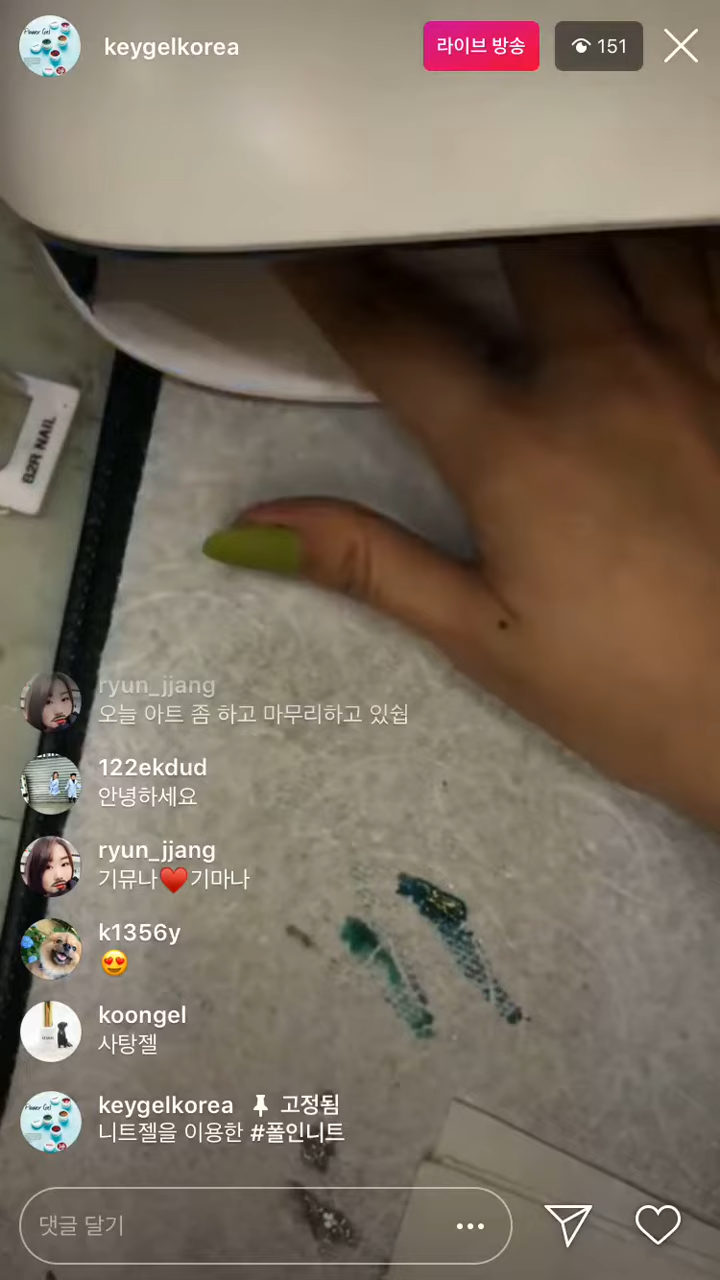 keygelkorea
라이브 방송
151
B2R NAIL
ryun_jjang
오늘 아트 좀 하고 마무리하고 있쉽
122ekdud
안녕하세요
ryun_jjang
기뮤나❤️기마나
k1356y
😍
koongel
사탕젤
keygelkorea 고정됨
니트젤을 이용한 #폴인니트
댓글 달기